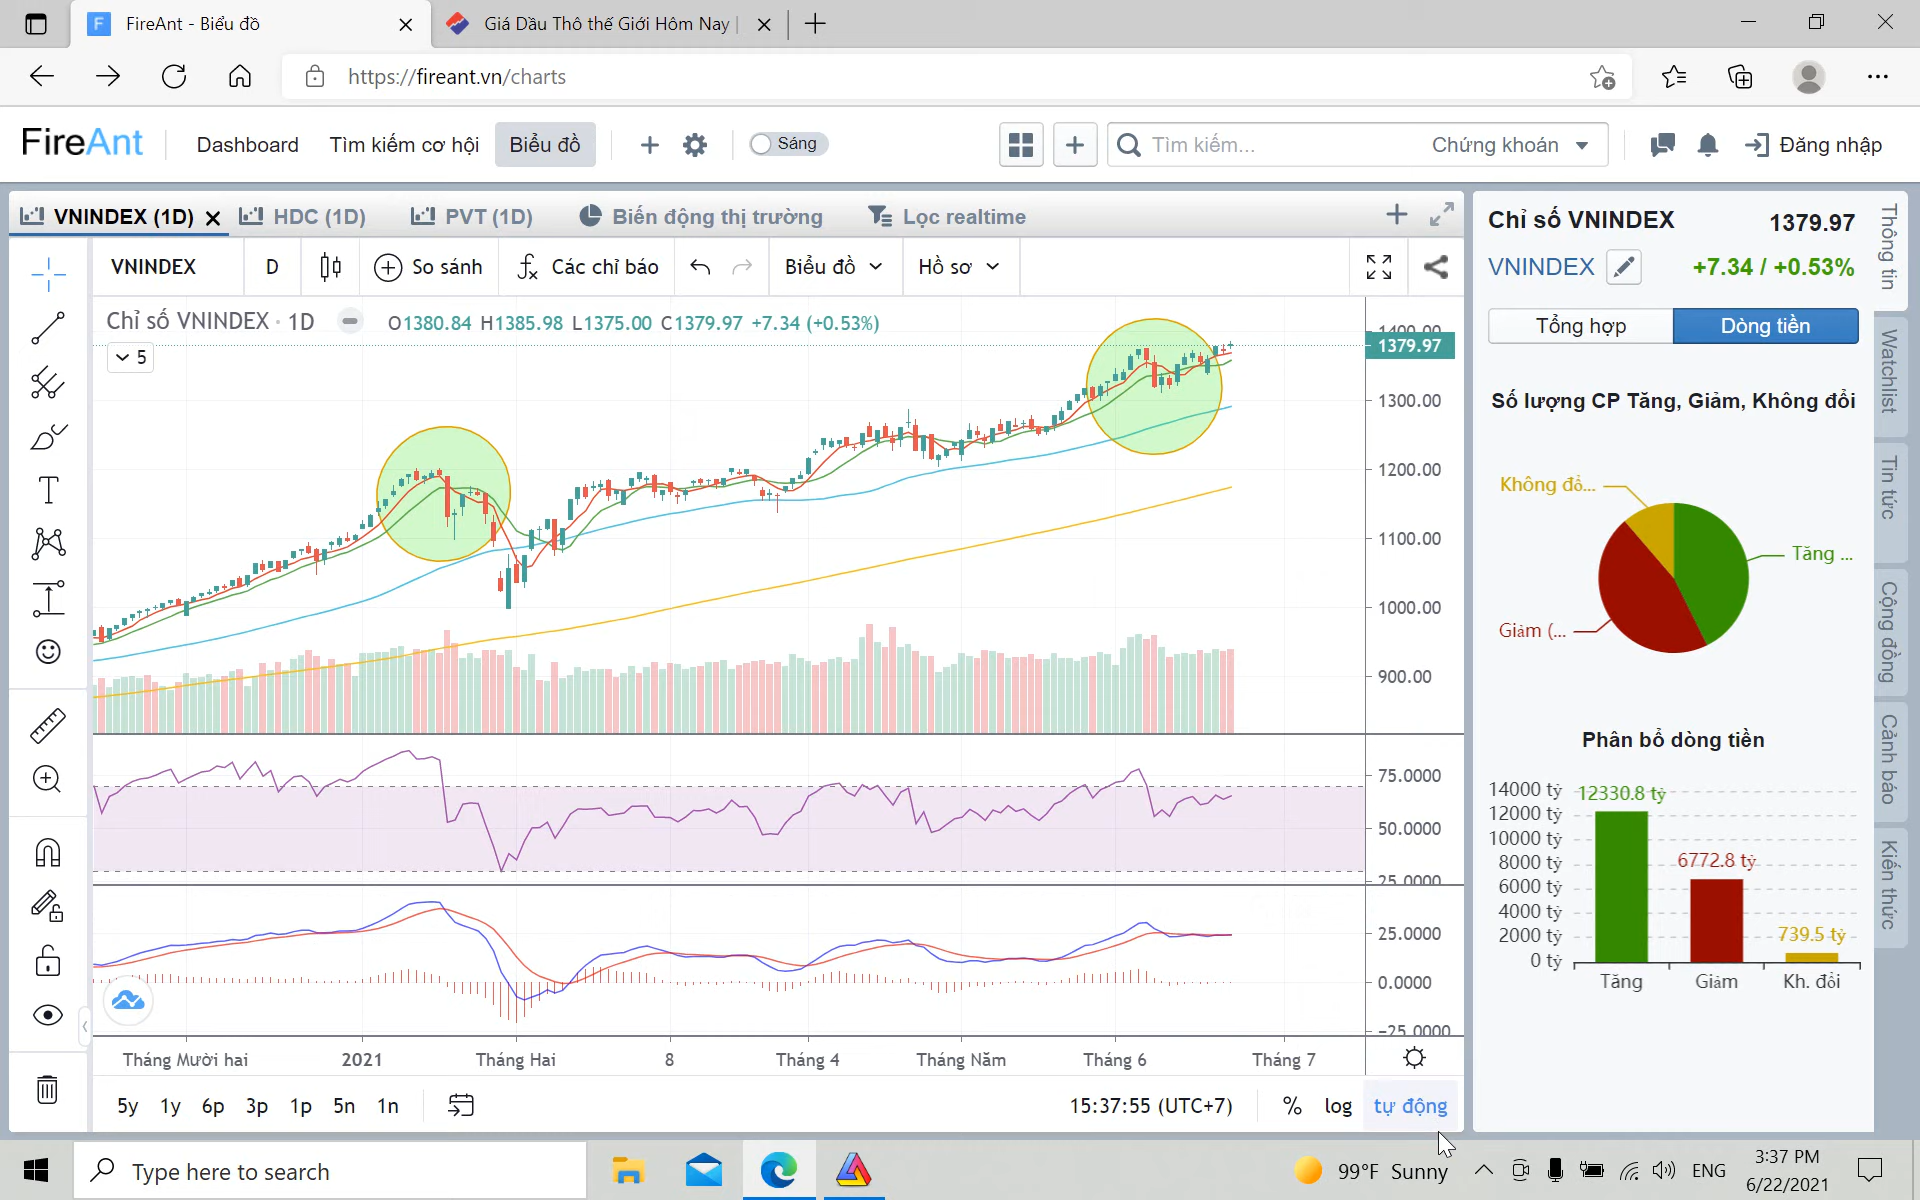 FireAnt - Biểu đồ
Giá Dầu Thô thế Giới Hôm Nay |
https://fireant.vn/charts
FireAnt
Dashboard Tìm kiếm cơ hội Biểu đồ Sáng
Tìm kiếm... Chứng khoán Đăng nhập
VNINDEX (1D) HDC (1D) PVT (1D) Biến động thị trường Lọc realtime
VNINDEX D So sánh Các chỉ báo Biểu đồ Hồ sơ
Chỉ số VNINDEX · 1D O1380.84 H1385.98 L1375.00 C1379.97 +7.34 (+0.53%)
5
1400.00
1379.97
1300.00
1200.00
1100.00
1000.00
900.00
75.0000
50.0000
25.0000
25.0000
0.0000
−25.0000
Tháng Mười hai 2021 Tháng Hai 8 Tháng 4 Tháng Năm Tháng 6 Tháng 7
5y 1y 6p 3p 1p 5n 1n 15:37:55 (UTC+7) % log tự động
Chỉ số VNINDEX 1379.97
VNINDEX +7.34 / +0.53%
Tổng hợp Dòng tiền
Số lượng CP Tăng, Giảm, Không đổi
Không đổ...
Tăng ...
Giảm (...
Phân bổ dòng tiền
14000 tỷ
12000 tỷ
10000 tỷ
8000 tỷ
6000 tỷ
4000 tỷ
2000 tỷ
0 tỷ
12330.8 tỷ
6772.8 tỷ
739.5 tỷ
Tăng Giảm Kh. đổi
Thông tin
Watchlist
Tin tức
Cộng đồng
Cảnh báo
Kiến thức
Type here to search
99°F Sunny ENG 3:37 PM
6/22/2021